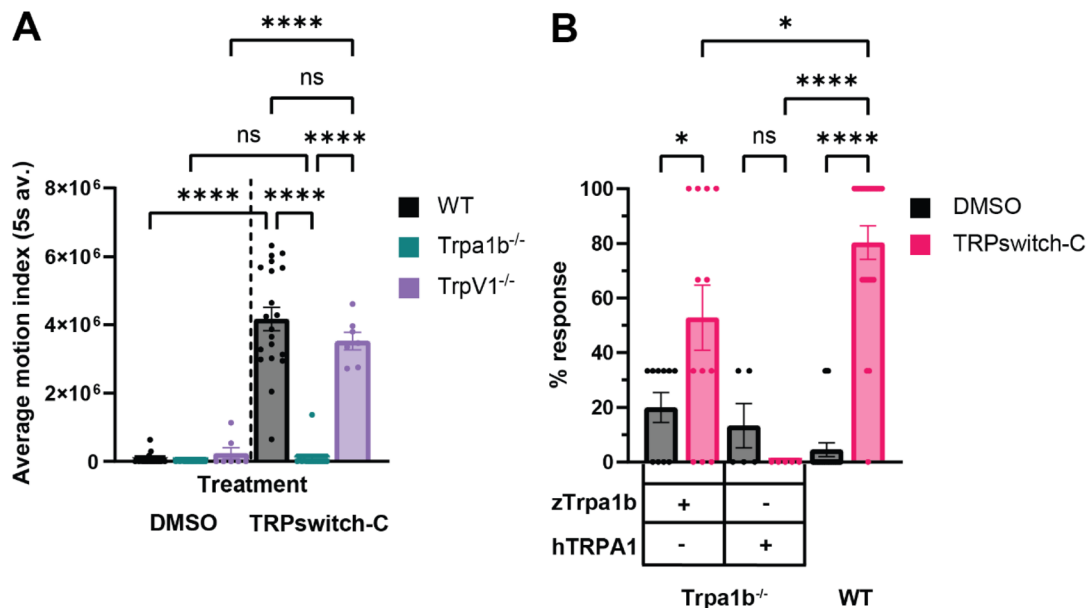 A
****
ns
ns
****
****
****
Average motion index (5s av.)
8×10⁶
6×10⁶
4×10⁶
2×10⁶
0
WT
Trpa1b-/-
TrpV1-/-
Treatment
DMSO TRPswitch-C
B
*
****
* ns ****
% response
100
80
60
40
20
0
DMSO
TRPswitch-C
zTrpa1b + -
hTRPA1 - +
Trpa1b-/- WT